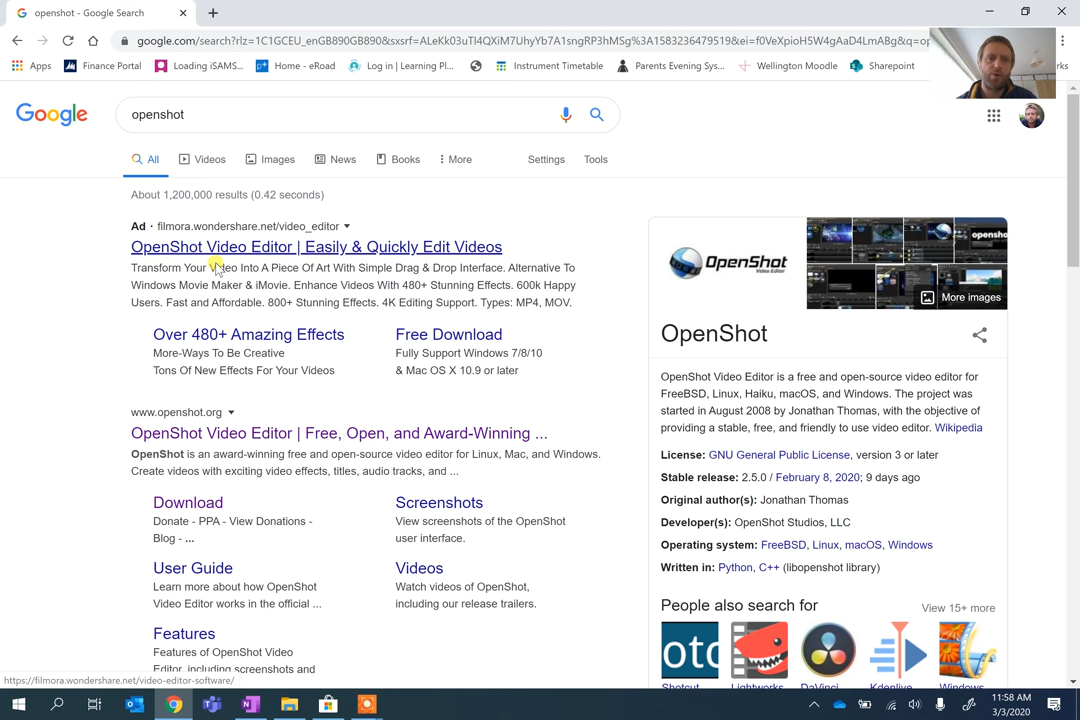 openshot - Google Search
google.com/search?rlz=1C1GCEU_enGB890GB890&sxsrf=ALeKk03uTI4QXiM7UhyYb7A1sngRP3hMSg%3A1583236479519&ei=f0VeXpioH5W4gAaD4LmABg&q=op
Apps
Finance Portal
Loading iSAMS...
Home - eRoad
Log in | Learning Pl...
Instrument Timetable
Parents Evening Sy...
Wellington Moodle
Sharepoint
Google
openshot
All
Videos
Images
News
Books
More
Settings
Tools
About 1,200,000 results (0.42 seconds)
Ad · filmora.wondershare.net/video_editor
OpenShot Video Editor | Easily & Quickly Edit Videos
Transform Your Video Into A Piece Of Art With Simple Drag & Drop Interface. Alternative To
Windows Movie Maker & iMovie. Enhance Videos With 480+ Stunning Effects. 600k Happy
Users. Fast and Affordable. 800+ Stunning Effects. 4K Editing Support. Types: MP4, MOV.
Over 480+ Amazing Effects
More-Ways To Be Creative
Tons Of New Effects For Your Videos
Free Download
Fully Support Windows 7/8/10
& Mac OS X 10.9 or later
www.openshot.org
OpenShot Video Editor | Free, Open, and Award-Winning ...
OpenShot is an award-winning free and open-source video editor for Linux, Mac, and Windows.
Create videos with exciting video effects, titles, audio tracks, and ...
Download
Donate - PPA - View Donations -
Blog - ...
Screenshots
View screenshots of the OpenShot
user interface.
User Guide
Learn more about how OpenShot
Video Editor works in the official ...
Videos
Watch videos of OpenShot,
including our release trailers.
Features
Features of OpenShot Video
Editor, including screenshots and
OpenShot
Video Editor
More images
OpenShot
OpenShot Video Editor is a free and open-source video editor for
FreeBSD, Linux, Haiku, macOS, and Windows. The project was
started in August 2008 by Jonathan Thomas, with the objective of
providing a stable, free, and friendly to use video editor. Wikipedia
License: GNU General Public License, version 3 or later
Stable release: 2.5.0 / February 8, 2020; 9 days ago
Original author(s): Jonathan Thomas
Developer(s): OpenShot Studios, LLC
Operating system: FreeBSD, Linux, macOS, Windows
Written in: Python, C++ (libopenshot library)
People also search for
View 15+ more
Shotcut
Lightworks
DaVinci
Kdenlive
Windows
https://filmora.wondershare.net/video-editor-software/
11:58 AM
3/3/2020